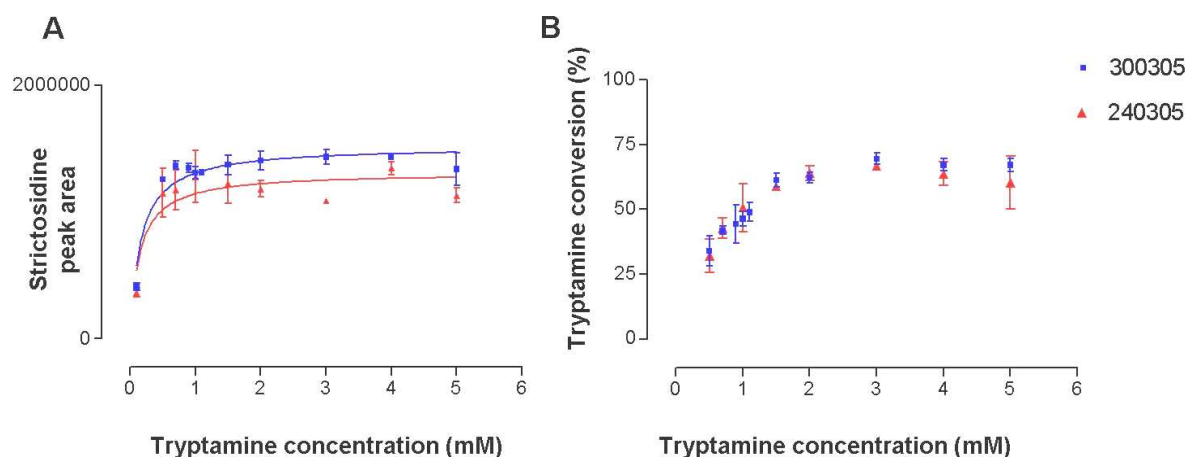 A
2000000
0
Strictosidine
peak area
0 1 2 3 4 5 6
Tryptamine concentration (mM)
B
100
75
50
25
0
Tryptamine conversion (%)
0 1 2 3 4 5 6
Tryptamine concentration (mM)
300305
240305